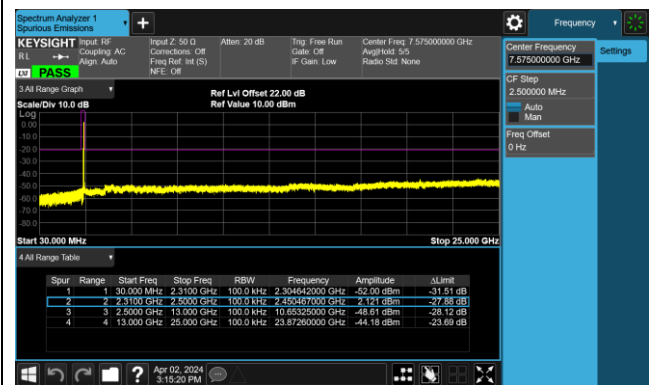 Spectrum Analyzer 1
Spurious Emissions
Frequency
KEYSIGHT Input: RF Input Z: 50 Ω Atten: 20 dB Trig: Free Run Center Freq: 7.575000000 GHz
RL Coupling: AC Corrections: Off Gate: Off Avg|Hold: 5/5
Align: Auto Freq Ref: Int (S) IF Gain: Low Radio Std: None
LXI PASS NFE: Off
Center Frequency
7.575000000 GHz
Settings
CF Step
2.500000 MHz
Auto
Man
Freq Offset
0 Hz
3 All Range Graph
Ref Lvl Offset 22.00 dB
Scale/Div 10.0 dB Ref Value 10.00 dBm
Log
0.00
-10.0
-20.0
-30.0
-40.0
-50.0
-60.0
-70.0
-80.0
Start 30.000 MHz Stop 25.000 GHz
4 All Range Table
Spur Range Start Freq Stop Freq RBW Frequency Amplitude ΔLimit
1 1 30.000 MHz 2.3100 GHz 100.0 kHz 2.304642000 GHz -52.00 dBm -31.51 dB
2 2 2.3100 GHz 2.5000 GHz 100.0 kHz 2.450467000 GHz 2.121 dBm -27.88 dB
3 3 2.5000 GHz 13.000 GHz 100.0 kHz 10.65325000 GHz -48.61 dBm -28.12 dB
4 4 13.000 GHz 25.000 GHz 100.0 kHz 23.87260000 GHz -44.18 dBm -23.69 dB
Apr 02, 2024
3:15:20 PM